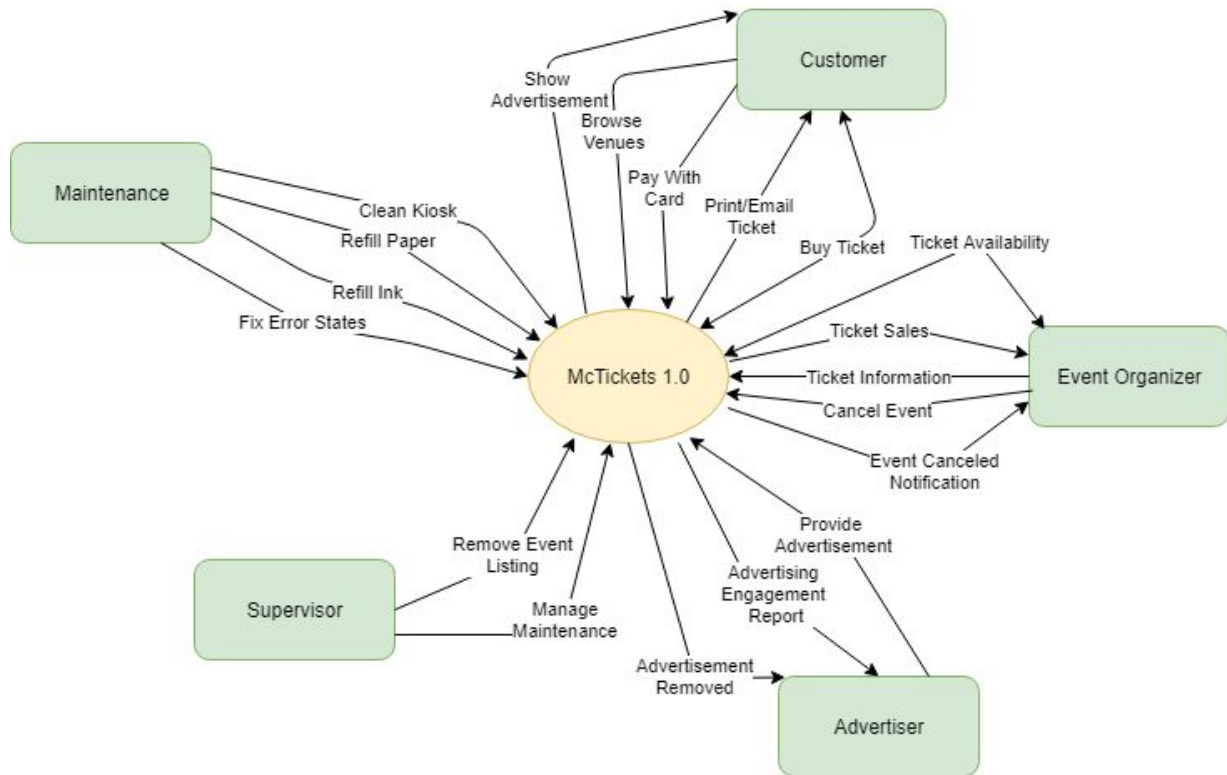 Customer
Show
Advertisement
Browse
Venues
Pay With
Card
Print/Email
Ticket
Buy Ticket
Maintenance
Clean Kiosk
Refill Paper
Refill Ink
Fix Error States
Ticket Availability
McTickets 1.0
Ticket Sales
Ticket Information
Cancel Event
Event Canceled
Notification
Event Organizer
Supervisor
Remove Event
Listing
Manage
Maintenance
Advertisement
Removed
Advertising
Engagement
Report
Provide
Advertisement
Advertiser